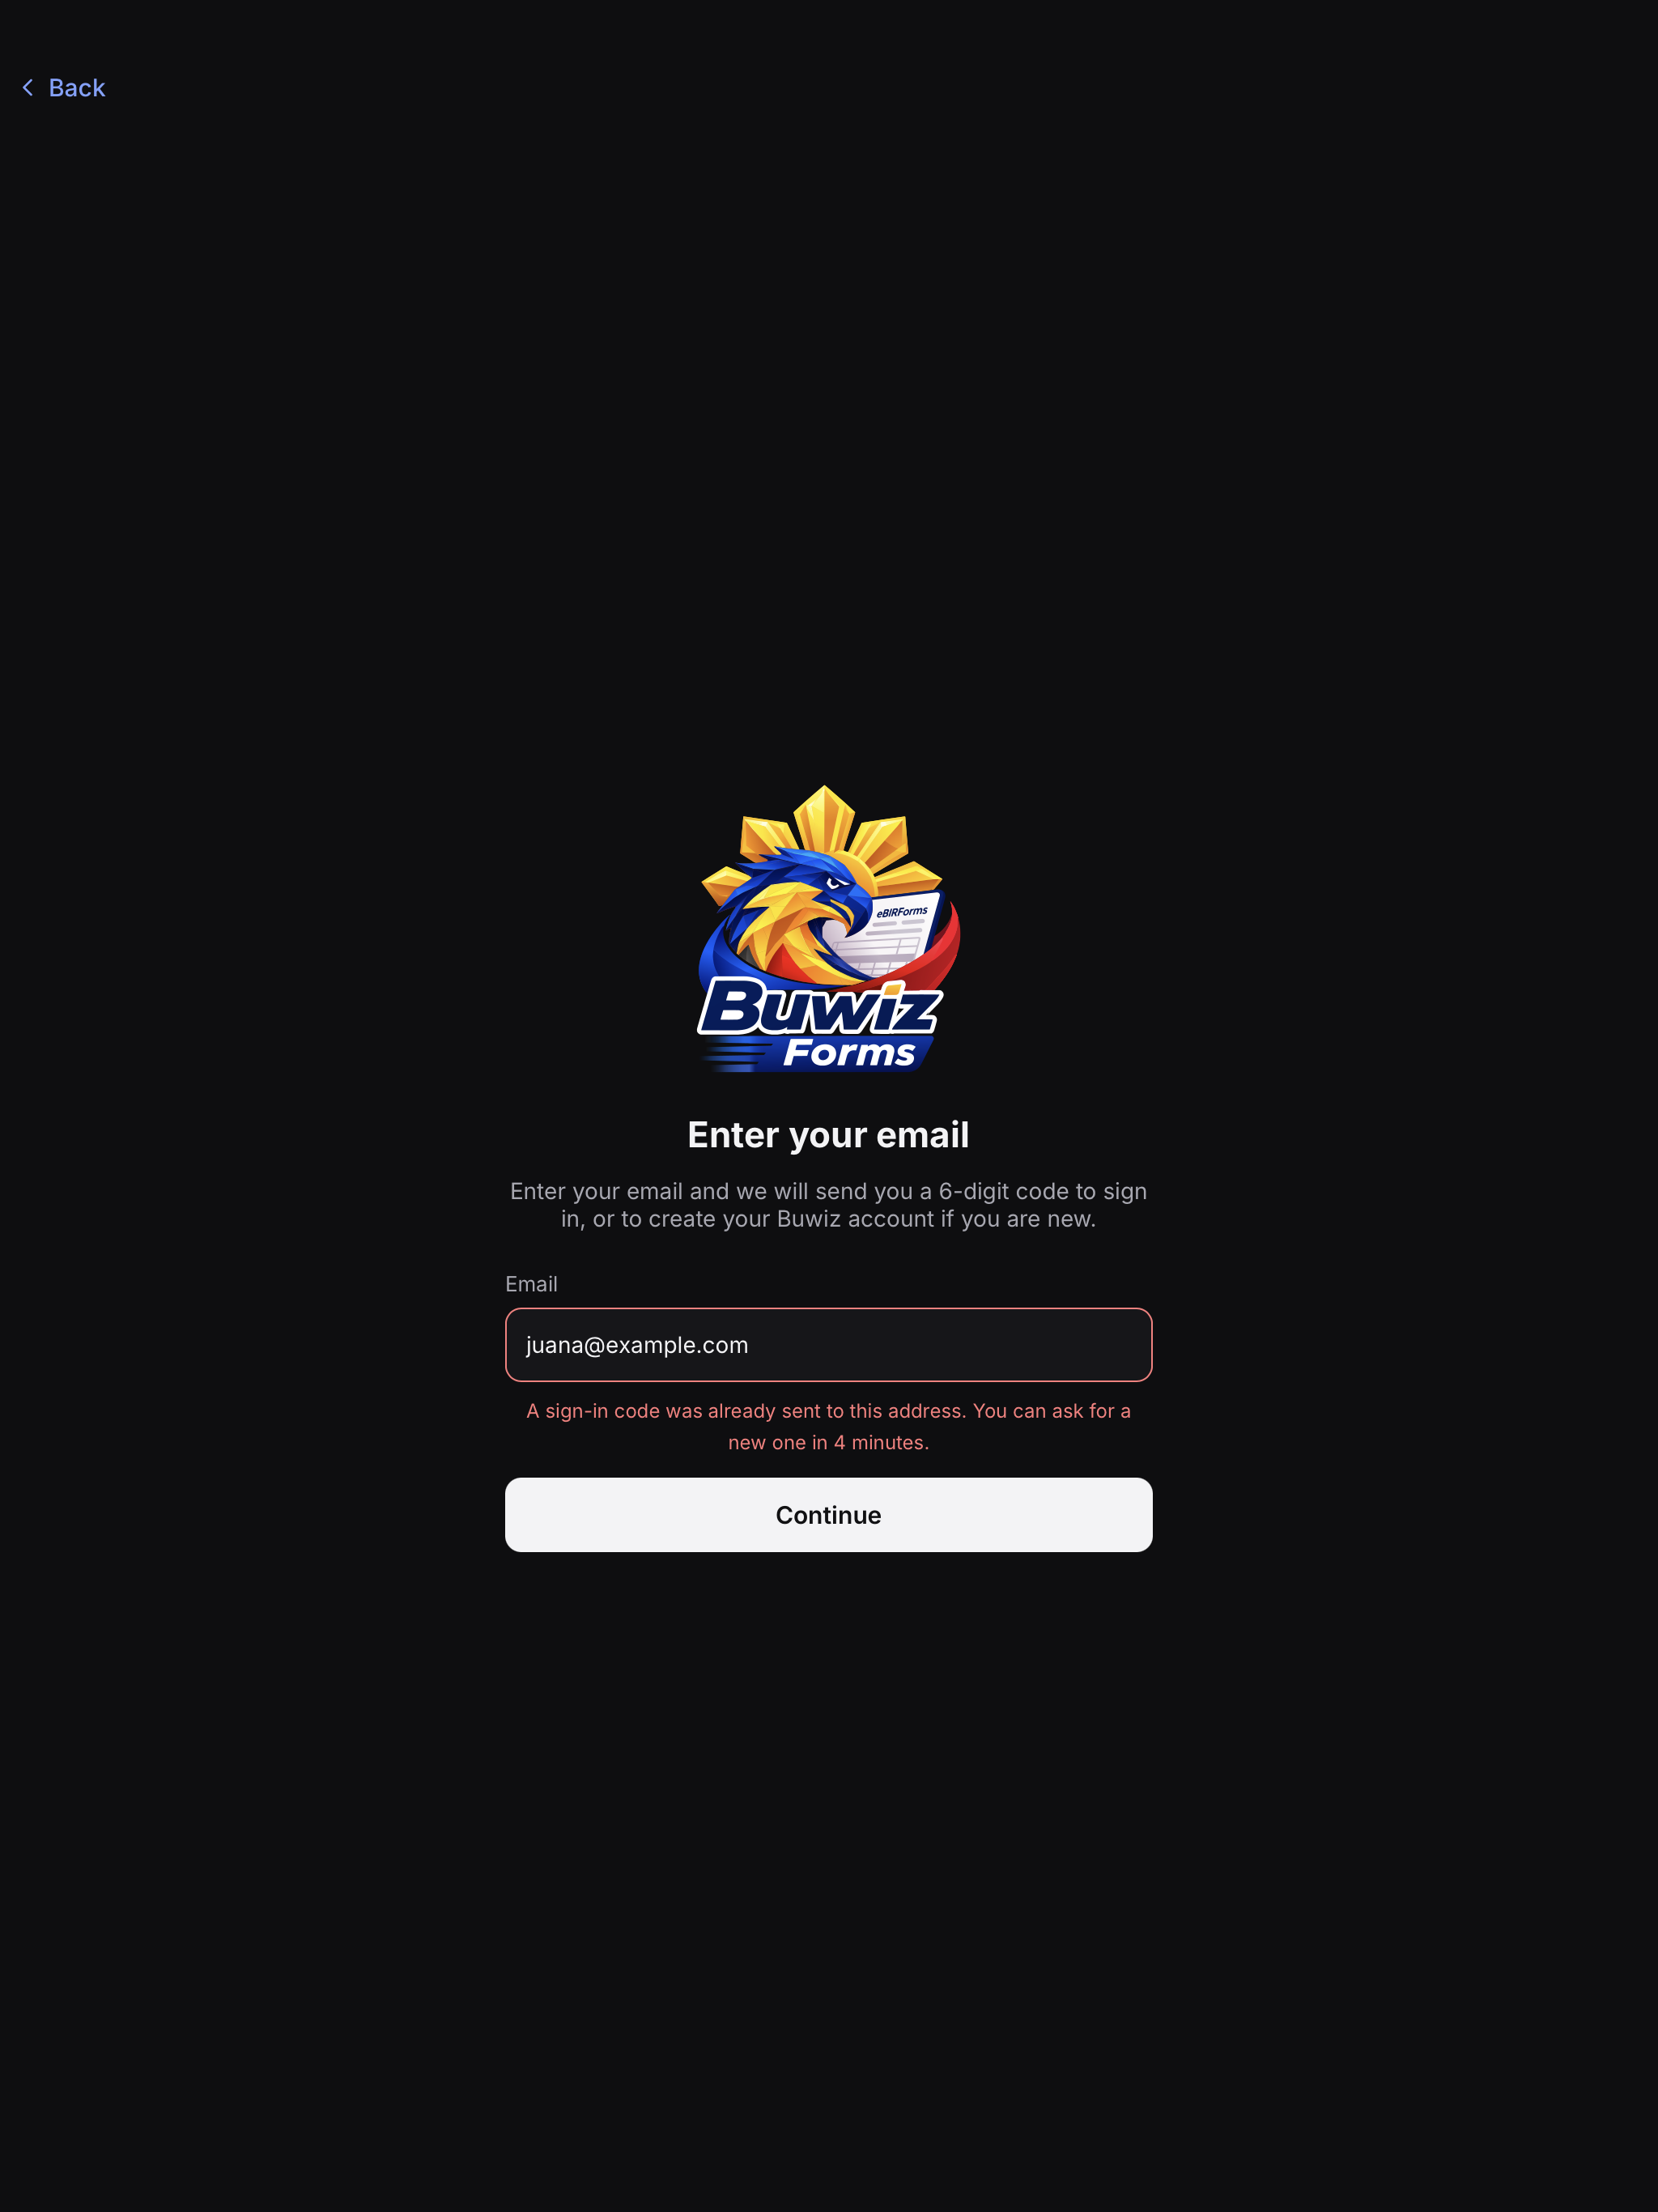 Back
eBIRForms
Buwiz
Forms
Enter your email
Enter your email and we will send you a 6-digit code to sign
in, or to create your Buwiz account if you are new.
Email
juana@example.com
A sign-in code was already sent to this address. You can ask for a
new one in 4 minutes.
Continue